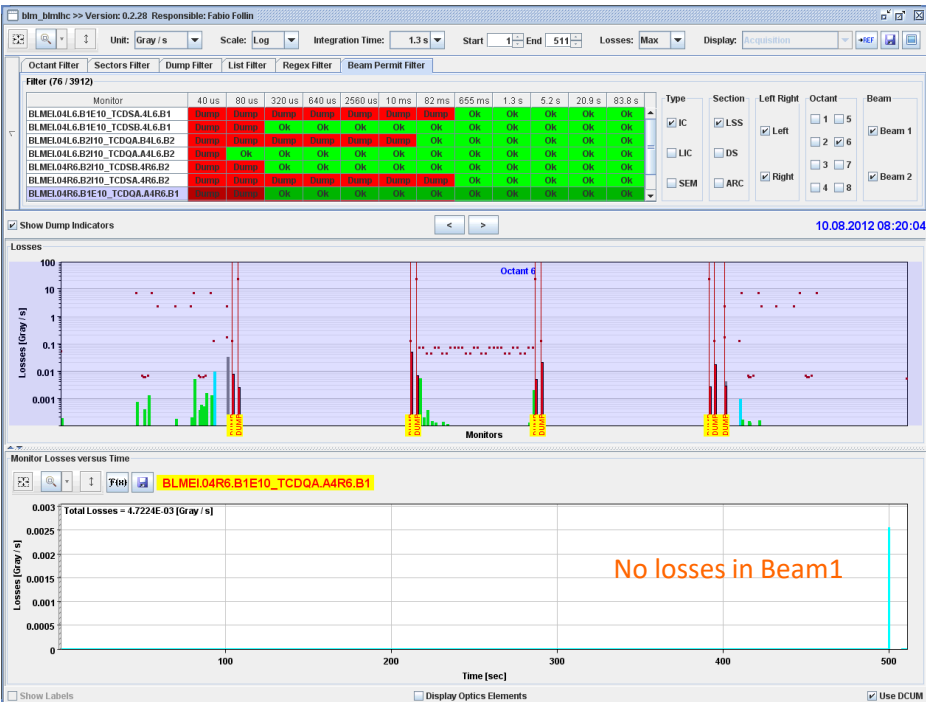 blm_blmlhc >> Version: 0.2.28 Responsible: Fabio Follin
Unit: Gray / s Scale: Log Integration Time: 1.3 s Start 1 End 511 Losses: Max Display: Acquisition →REF
Octant Filter Sectors Filter Dump Filter List Filter Regex Filter Beam Permit Filter
Filter (76 / 3912)
Monitor 40 us 80 us 320 us 640 us 2560 us 10 ms 82 ms 655 ms 1.3 s 5.2 s 20.9 s 83.8 s
BLMEI.04L6.B1E10_TCDSA.4L6.B1 Dump Dump Dump Dump Dump Dump Dump Ok Ok Ok Ok Ok
BLMEI.04L6.B1E10_TCDSB.4L6.B1 Dump Dump Ok Ok Ok Ok Ok Ok Ok Ok Ok Ok
BLMEI.04L6.B2I10_TCDQA.B4L6.B2 Dump Dump Dump Dump Dump Dump Ok Ok Ok Ok Ok Ok
BLMEI.04L6.B2I10_TCDQA.A4L6.B2 Dump Ok Ok Ok Ok Ok Ok Ok Ok Ok Ok Ok
BLMEI.04R6.B2I10_TCDSB.4R6.B2 Dump Dump Ok Ok Ok Ok Ok Ok Ok Ok Ok Ok
BLMEI.04R6.B2I10_TCDSA.4R6.B2 Dump Dump Dump Dump Dump Dump Dump Ok Ok Ok Ok Ok
BLMEI.04R6.B1E10_TCDQA.A4R6.B1 Ok Ok Ok Ok Ok Ok Ok Ok Ok Ok
Type Section Left Right Octant Beam
IC LSS Left 1 5 Beam 1
2 6
LIC DS 3 7
SEM ARC Right 4 8 Beam 2
Show Dump Indicators < > 10.08.2012 08:20:04
Losses
Octant 6
Losses [Gray / s]
100
10
1
0.1
0.01
0.001
DUMP DUMP DUMP DUMP DUMP DUMP DUMP DUMP DUMP
Monitors
Monitor Losses versus Time
F(x) BLMEI.04R6.B1E10_TCDQA.A4R6.B1
Total Losses = 4.7224E-03 [Gray / s]
Losses [Gray / s]
0.003
0.0025
0.002
0.0015
0.001
0.0005
0
No losses in Beam1
100 200 300 400 500
Time [sec]
Show Labels Display Optics Elements Use DCUM